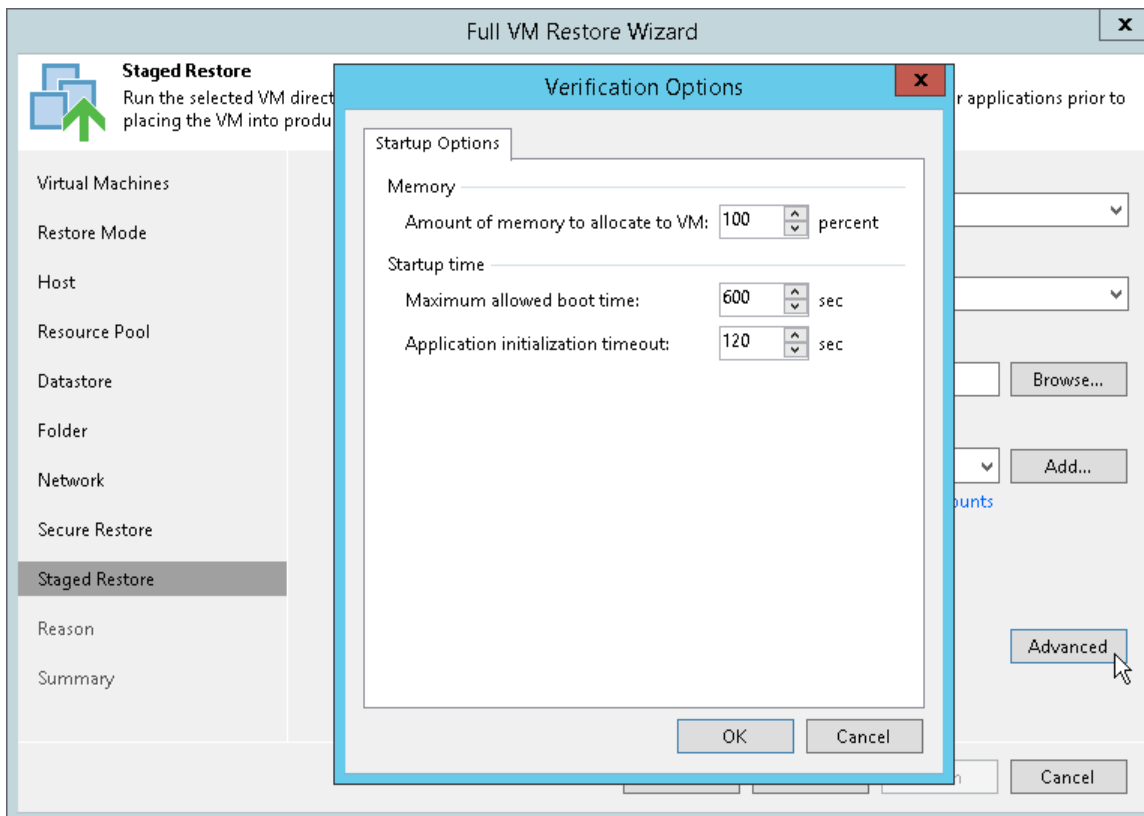 Full VM Restore Wizard
x
Staged Restore
Run the selected VM direct
r applications prior to
placing the VM into produ
Verification Options
x
Startup Options
Memory
Amount of memory to allocate to VM: 100 percent
Startup time
Maximum allowed boot time: 600 sec
Application initialization timeout: 120 sec
OK
Cancel
Virtual Machines
Restore Mode
Host
Resource Pool
Datastore
Folder
Network
Secure Restore
Staged Restore
Reason
Summary
Browse...
Add...
ounts
Advanced
Cancel